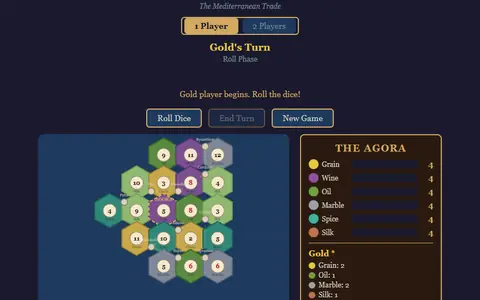 The Mediterranean Trade
1 Player
2 Players
Gold's Turn
Roll Phase
Gold player begins. Roll the dice!
Roll Dice
End Turn
New Game
9
11
12
10
3
8
4
4
9
5
8
3
11
10
2
5
5
6
6
THE AGORA
Grain 4
Wine 4
Oil 4
Marble 4
Spice 4
Silk 4
Gold *
Grain: 2
Oil: 1
Marble: 2
Silk: 1